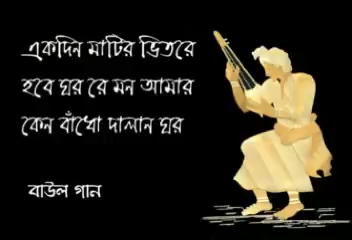 একদিন মাটির ভিতরে
হবে ঘর রে মন আমার
কেন বাঁধো দালান ঘর
বাউল গান